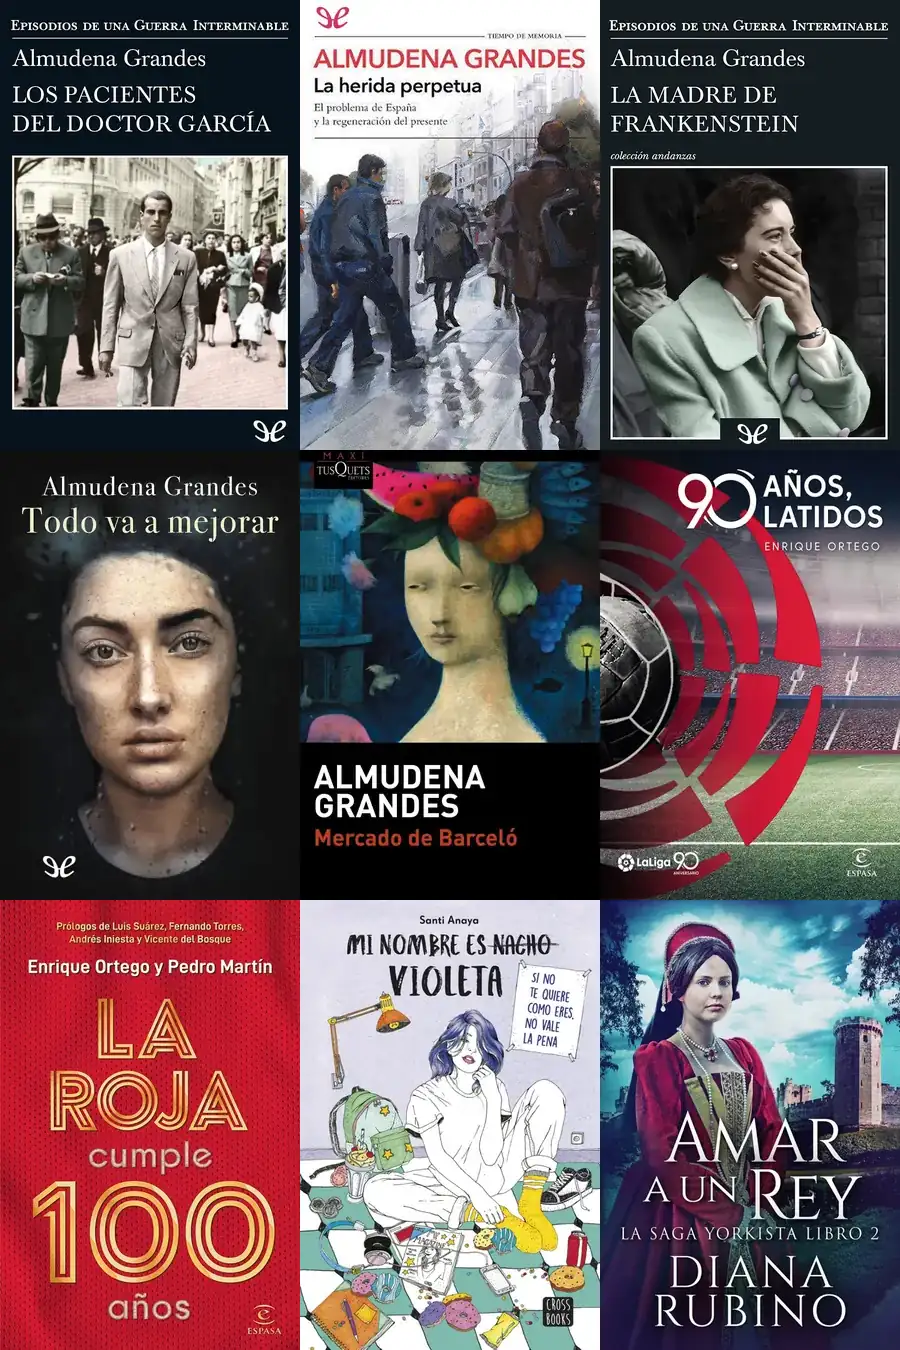 EPISODIOS DE UNA GUERRA INTERMINABLE
Almudena Grandes
LOS PACIENTES
DEL DOCTOR GARCÍA
TIEMPO DE MEMORIA
ALMUDENA GRANDES
La herida perpetua
El problema de España
y la regeneración del presente
EPISODIOS DE UNA GUERRA INTERMINABLE
Almudena Grandes
LA MADRE DE
FRANKENSTEIN
colección andanzas
Almudena Grandes
Todo va a mejorar
MAXI
TUSQUETS
EDITORES
ALMUDENA
GRANDES
Mercado de Barceló
90 AÑOS,
LATIDOS
ENRIQUE ORTEGO
LaLiga 90
ANIVERSARIO
ESPASA
Prólogos de Luis Suárez, Fernando Torres,
Andrés Iniesta y Vicente del Bosque
Enrique Ortego y Pedro Martín
LA
ROJA
cumple
100
años
ESPASA
Santi Anaya
MI NOMBRE ES NACHO
VIOLETA
SI NO
TE QUIERE
COMO ERES,
NO VALE
LA PENA
CROSS
BOOKS
AMAR
A UN REY
LA SAGA YORKISTA LIBRO 2
DIANA
RUBINO